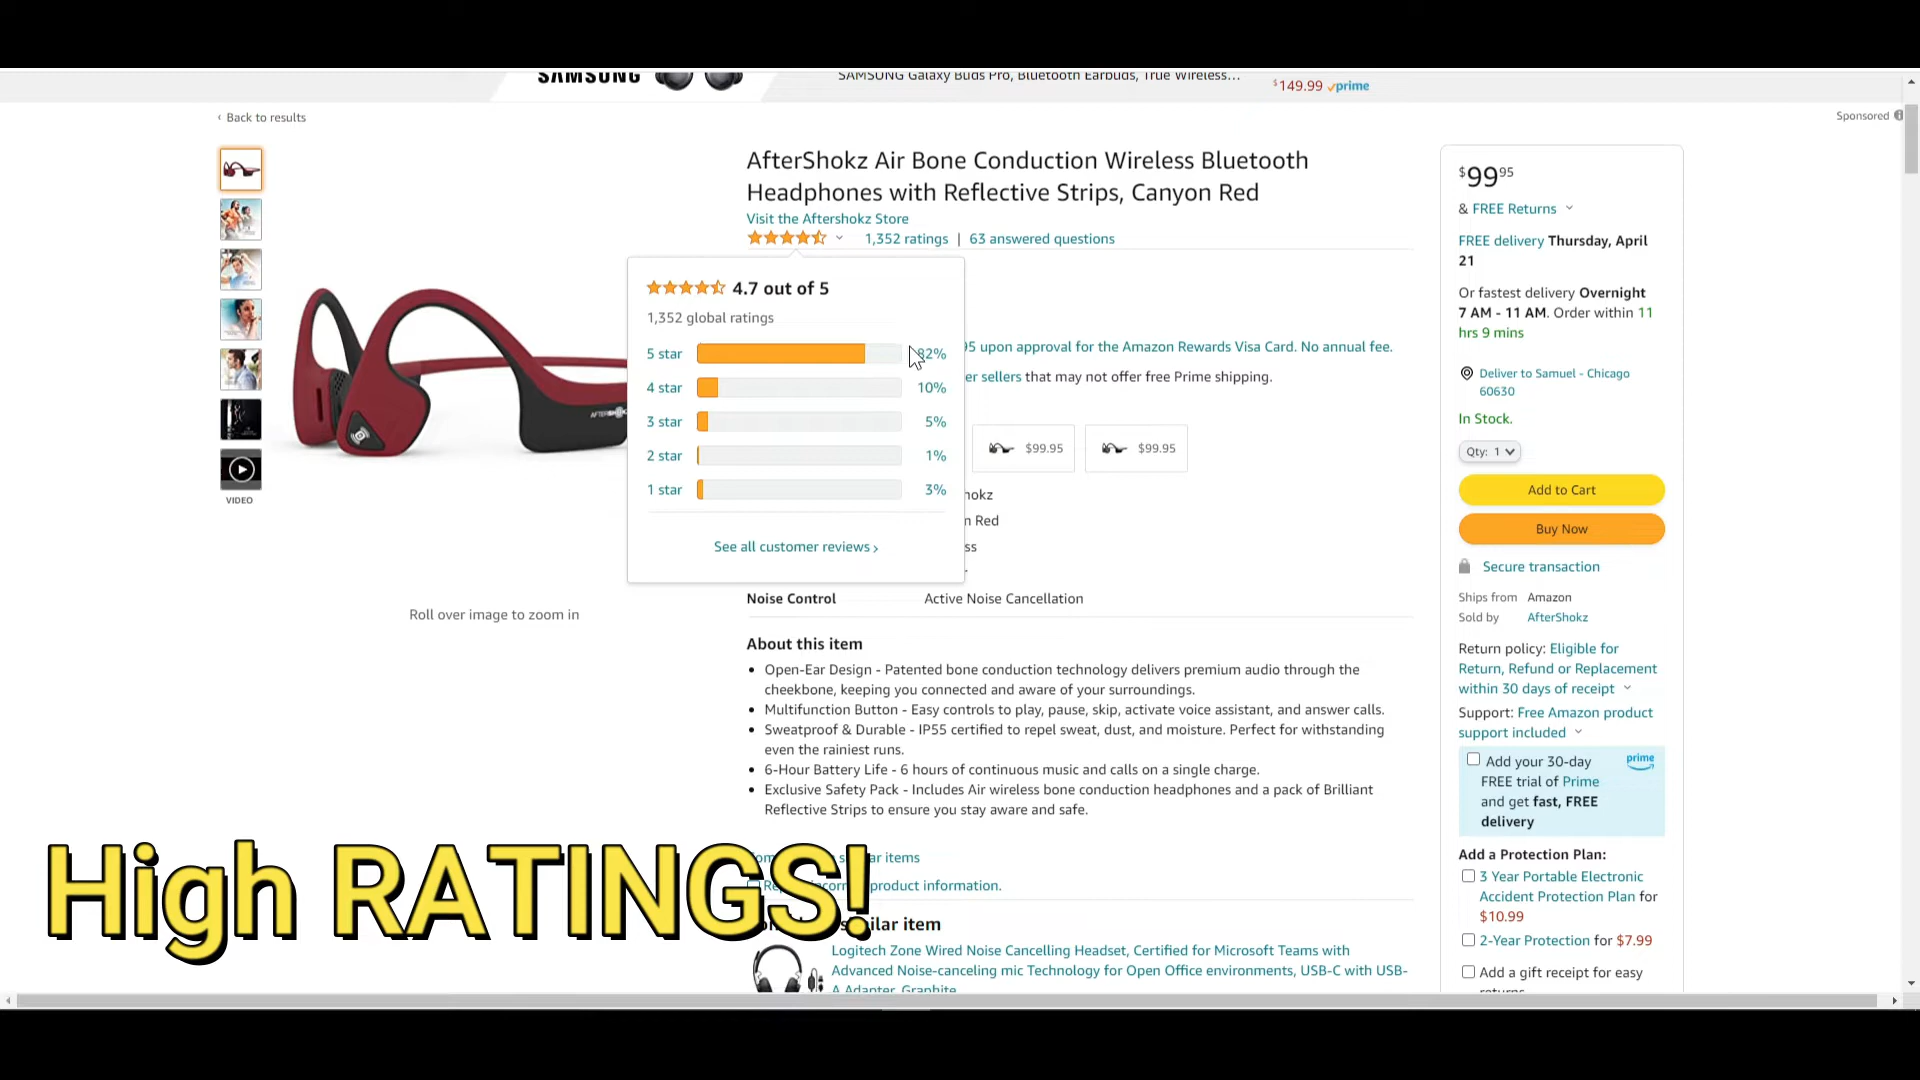 SAMSUNG
SAMSUNG Galaxy Buds Pro, Bluetooth Earbuds, True Wireless...
$149.99 prime
‹ Back to results
Sponsored
AfterShokz Air Bone Conduction Wireless Bluetooth
Headphones with Reflective Strips, Canyon Red
Visit the Aftershokz Store
1,352 ratings | 63 answered questions
4.7 out of 5
1,352 global ratings
5 star 82%
4 star 10%
3 star 5%
2 star 1%
1 star 3%
See all customer reviews ›
upon approval for the Amazon Rewards Visa Card. No annual fee.
sellers that may not offer free Prime shipping.
$99.95
$99.95
Red
Noise Control Active Noise Cancellation
AFTERSHOKZ
VIDEO
Roll over image to zoom in
About this item
• Open-Ear Design - Patented bone conduction technology delivers premium audio through the
cheekbone, keeping you connected and aware of your surroundings.
• Multifunction Button - Easy controls to play, pause, skip, activate voice assistant, and answer calls.
• Sweatproof & Durable - IP55 certified to repel sweat, dust, and moisture. Perfect for withstanding
even the rainiest runs.
• 6-Hour Battery Life - 6 hours of continuous music and calls on a single charge.
• Exclusive Safety Pack - Includes Air wireless bone conduction headphones and a pack of Brilliant
Reflective Strips to ensure you stay aware and safe.
items
product information.
item
Logitech Zone Wired Noise Cancelling Headset, Certified for Microsoft Teams with
Advanced Noise-canceling mic Technology for Open Office environments, USB-C with USB-
A Adapter, Graphite
High RATINGS!
$99.95
& FREE Returns
FREE delivery Thursday, April
21
Or fastest delivery Overnight
7 AM - 11 AM. Order within 11
hrs 9 mins
Deliver to Samuel - Chicago
60630
In Stock.
Qty: 1
Add to Cart
Buy Now
Secure transaction
Ships from Amazon
Sold by AfterShokz
Return policy: Eligible for
Return, Refund or Replacement
within 30 days of receipt
Support: Free Amazon product
support included
Add your 30-day
FREE trial of Prime
and get fast, FREE
delivery
prime
Add a Protection Plan:
3 Year Portable Electronic
Accident Protection Plan for
$10.99
2-Year Protection for $7.99
Add a gift receipt for easy
returns